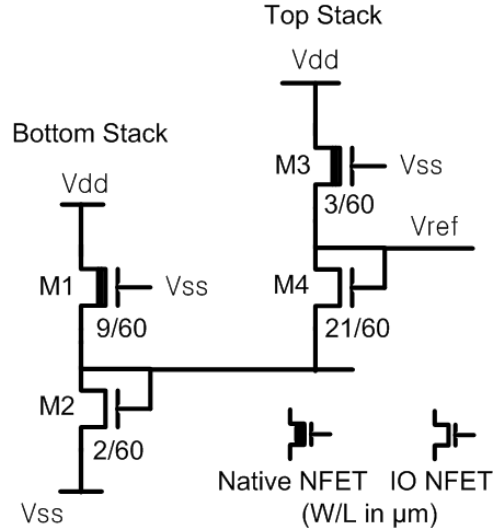 Top Stack
Vdd
Bottom Stack
Vdd
M3
Vss
3/60
Vref
M1
Vss
M4
9/60
21/60
M2
2/60
Vss
Native NFET
IO NFET
(W/L in µm)